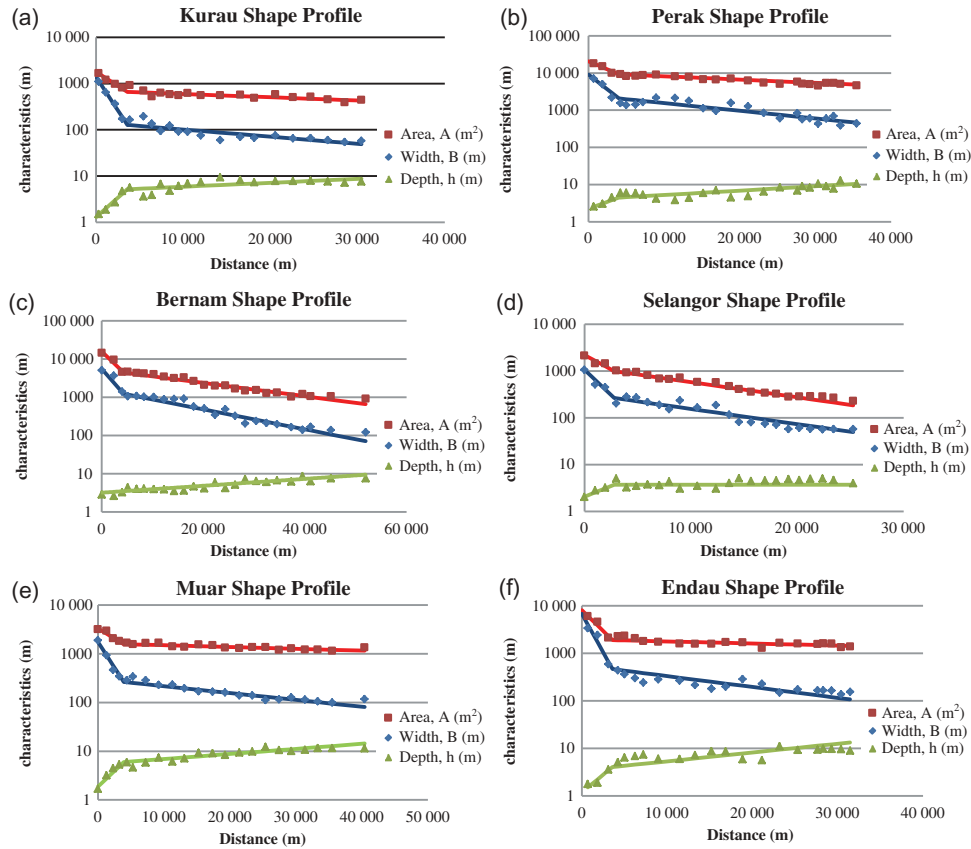 (a)
Kurau Shape Profile
characteristics (m)
10 000
1000
100
10
1
0
10 000
20 000
30 000
40 000
Distance (m)
Area, A (m²)
Width, B (m)
Depth, h (m)
(b)
Perak Shape Profile
characteristics (m)
100 000
10 000
1000
100
10
1
0
10 000
20 000
30 000
40 000
Distance (m)
Area, A (m²)
Width, B (m)
Depth, h (m)
(c)
Bernam Shape Profile
characteristics (m)
100 000
10 000
1000
100
10
1
0
20 000
40 000
60 000
Distance (m)
Area, A (m²)
Width, B (m)
Depth, h (m)
(d)
Selangor Shape Profile
characteristics (m)
10 000
1000
100
10
1
0
10 000
20 000
30 000
Distance (m)
Area, A (m²)
Width, B (m)
Depth, h (m)
(e)
Muar Shape Profile
characteristics (m)
10 000
1000
100
10
1
0
10 000
20 000
30 000
40 000
50 000
Distance (m)
Area, A (m²)
Width, B (m)
Depth, h (m)
(f)
Endau Shape Profile
characteristics (m)
10 000
1000
100
10
1
0
10 000
20 000
30 000
40 000
Distance (m)
Area, A (m²)
Width, B (m)
Depth, h (m)